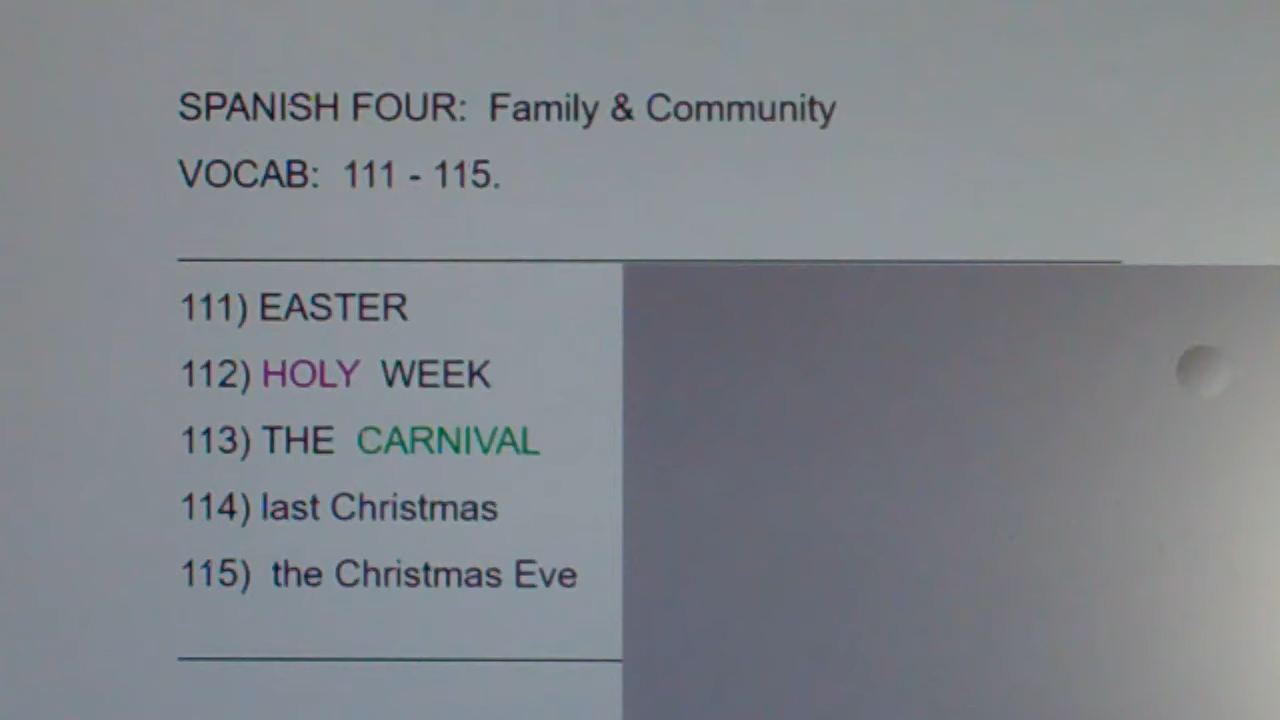 SPANISH FOUR: Family & Community
VOCAB: 111 - 115.
111) EASTER
112) HOLY WEEK
113) THE CARNIVAL
114) last Christmas
115) the Christmas Eve